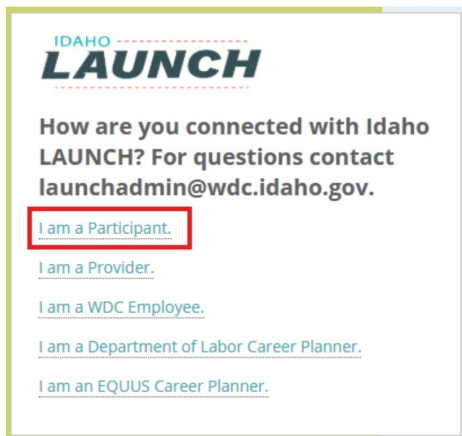 IDAHO
LAUNCH
How are you connected with Idaho
LAUNCH? For questions contact
launchadmin@wdc.idaho.gov.
I am a Participant.
I am a Provider.
I am a WDC Employee.
I am a Department of Labor Career Planner.
I am an EQUUS Career Planner.